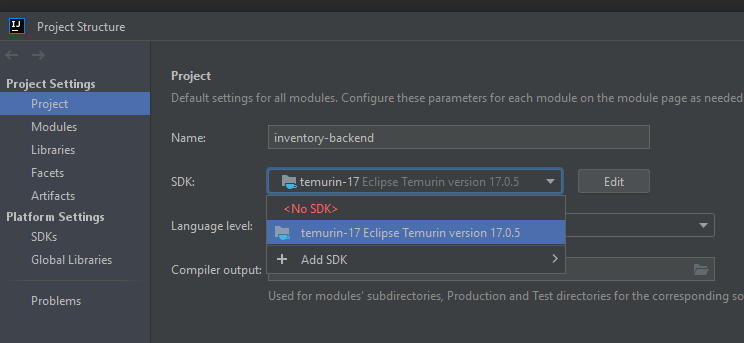 IJ
Project Structure
Project Settings
Project
Modules
Libraries
Facets
Artifacts
Platform Settings
SDKs
Global Libraries
Problems
Project
Default settings for all modules. Configure these parameters for each module on the module page as needed
Name: inventory-backend
SDK: temurin-17 Eclipse Temurin version 17.0.5 Edit
<No SDK>
Language level: temurin-17 Eclipse Temurin version 17.0.5
Add SDK
Compiler output:
Used for modules' subdirectories, Production and Test directories for the corresponding so